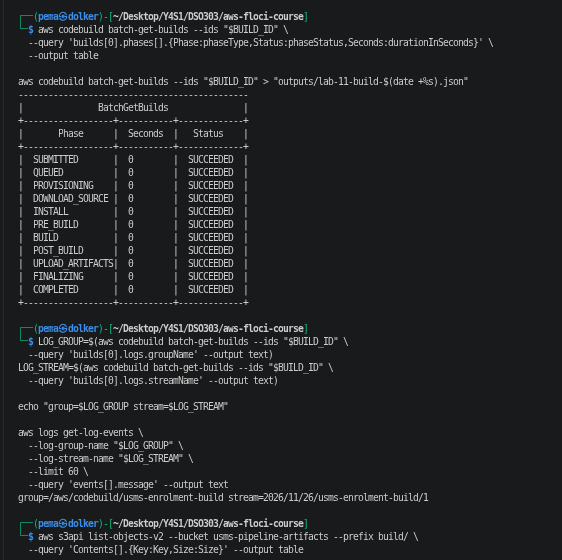 ┌──(pema㉿dolker)-[~/Desktop/Y4S1/DSO303/aws-floci-course]
└─$ aws codebuild batch-get-builds --ids "$BUILD_ID" \
  --query 'builds[0].phases[].{Phase:phaseType,Status:phaseStatus,Seconds:durationInSeconds}' \
  --output table

aws codebuild batch-get-builds --ids "$BUILD_ID" > "outputs/lab-11-build-$(date +%s).json"
----------------------------------------------
|               BatchGetBuilds               |
+------------------+-----------+-------------+
|       Phase      |  Seconds  |   Status    |
+------------------+-----------+-------------+
|  SUBMITTED       |  0        |  SUCCEEDED  |
|  QUEUED          |  0        |  SUCCEEDED  |
|  PROVISIONING    |  0        |  SUCCEEDED  |
|  DOWNLOAD_SOURCE |  0        |  SUCCEEDED  |
|  INSTALL         |  0        |  SUCCEEDED  |
|  PRE_BUILD       |  0        |  SUCCEEDED  |
|  BUILD           |  0        |  SUCCEEDED  |
|  POST_BUILD      |  0        |  SUCCEEDED  |
|  UPLOAD_ARTIFACTS|  0        |  SUCCEEDED  |
|  FINALIZING      |  0        |  SUCCEEDED  |
|  COMPLETED       |  0        |  SUCCEEDED  |
+------------------+-----------+-------------+

┌──(pema㉿dolker)-[~/Desktop/Y4S1/DSO303/aws-floci-course]
└─$ LOG_GROUP=$(aws codebuild batch-get-builds --ids "$BUILD_ID" \
  --query 'builds[0].logs.groupName' --output text)
LOG_STREAM=$(aws codebuild batch-get-builds --ids "$BUILD_ID" \
  --query 'builds[0].logs.streamName' --output text)

echo "group=$LOG_GROUP stream=$LOG_STREAM"

aws logs get-log-events \
  --log-group-name "$LOG_GROUP" \
  --log-stream-name "$LOG_STREAM" \
  --limit 60 \
  --query 'events[].message' --output text
group=/aws/codebuild/usms-enrolment-build stream=2026/11/26/usms-enrolment-build/1

┌──(pema㉿dolker)-[~/Desktop/Y4S1/DSO303/aws-floci-course]
└─$ aws s3api list-objects-v2 --bucket usms-pipeline-artifacts --prefix build/ \
  --query 'Contents[].{Key:Key,Size:Size}' --output table